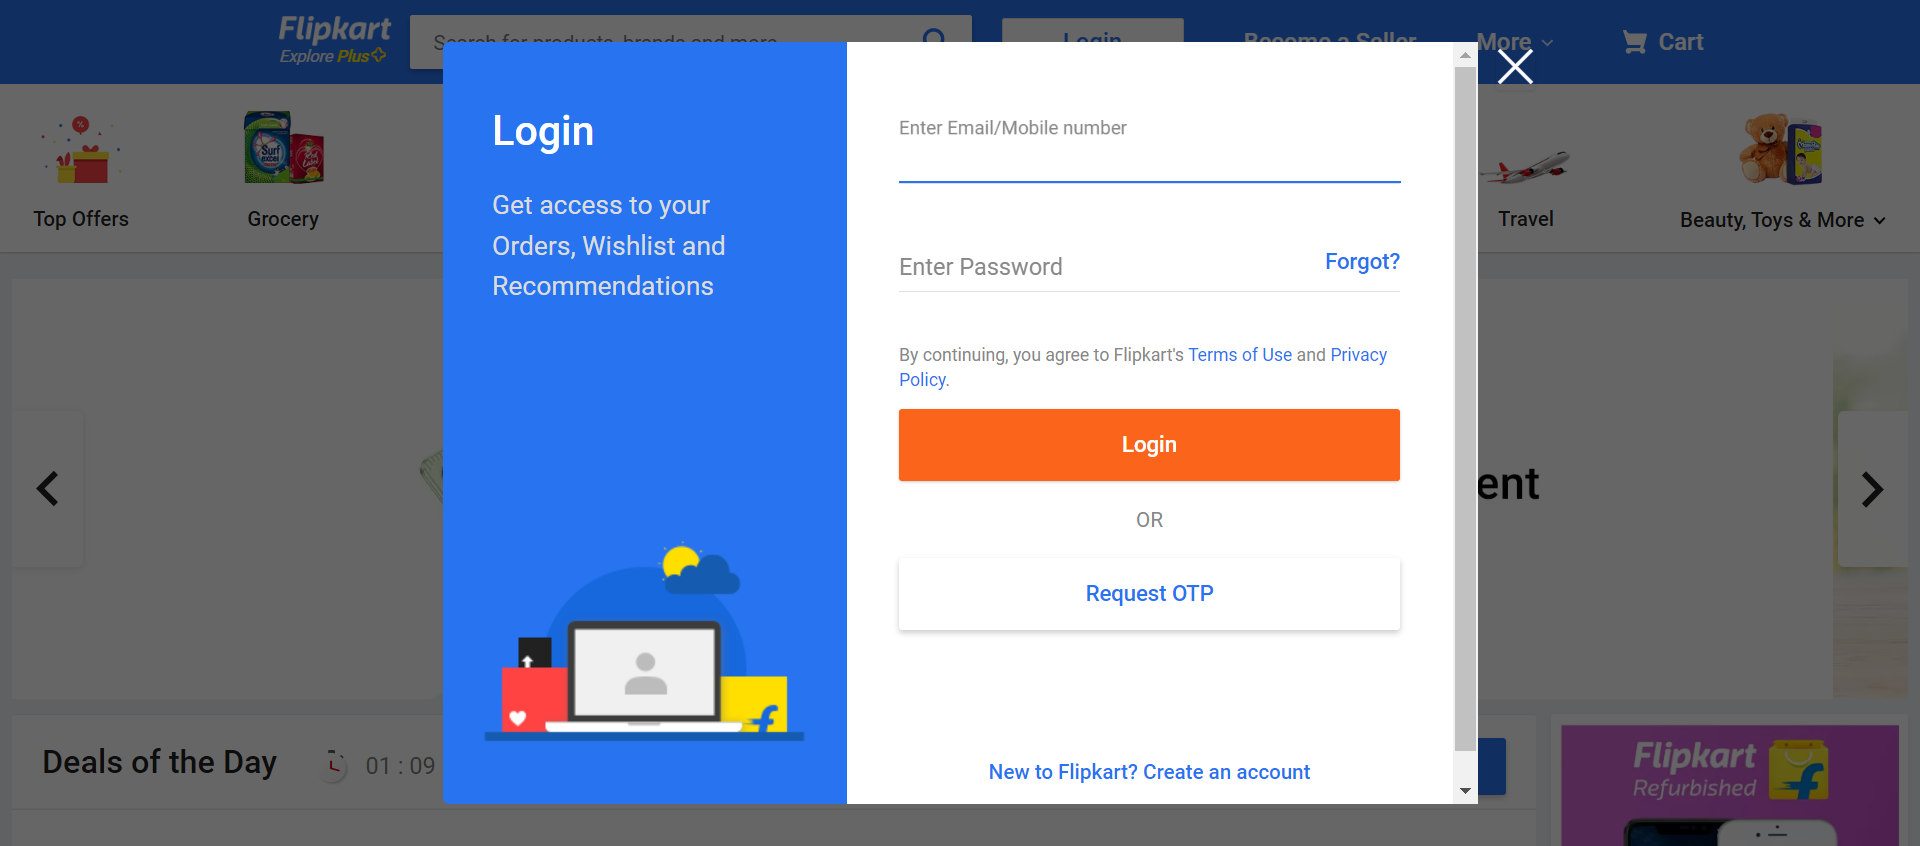 Flipkart
Explore Plus
Search for products, brands and more
Login
Become a Seller
More
Cart
Top Offers
Grocery
Travel
Beauty, Toys & More
Login
Get access to your
Orders, Wishlist and
Recommendations
Enter Email/Mobile number
Enter Password
Forgot?
By continuing, you agree to Flipkart's Terms of Use and Privacy
Policy.
Login
OR
Request OTP
New to Flipkart? Create an account
ent
Deals of the Day
01 : 09
Flipkart
Refurbished